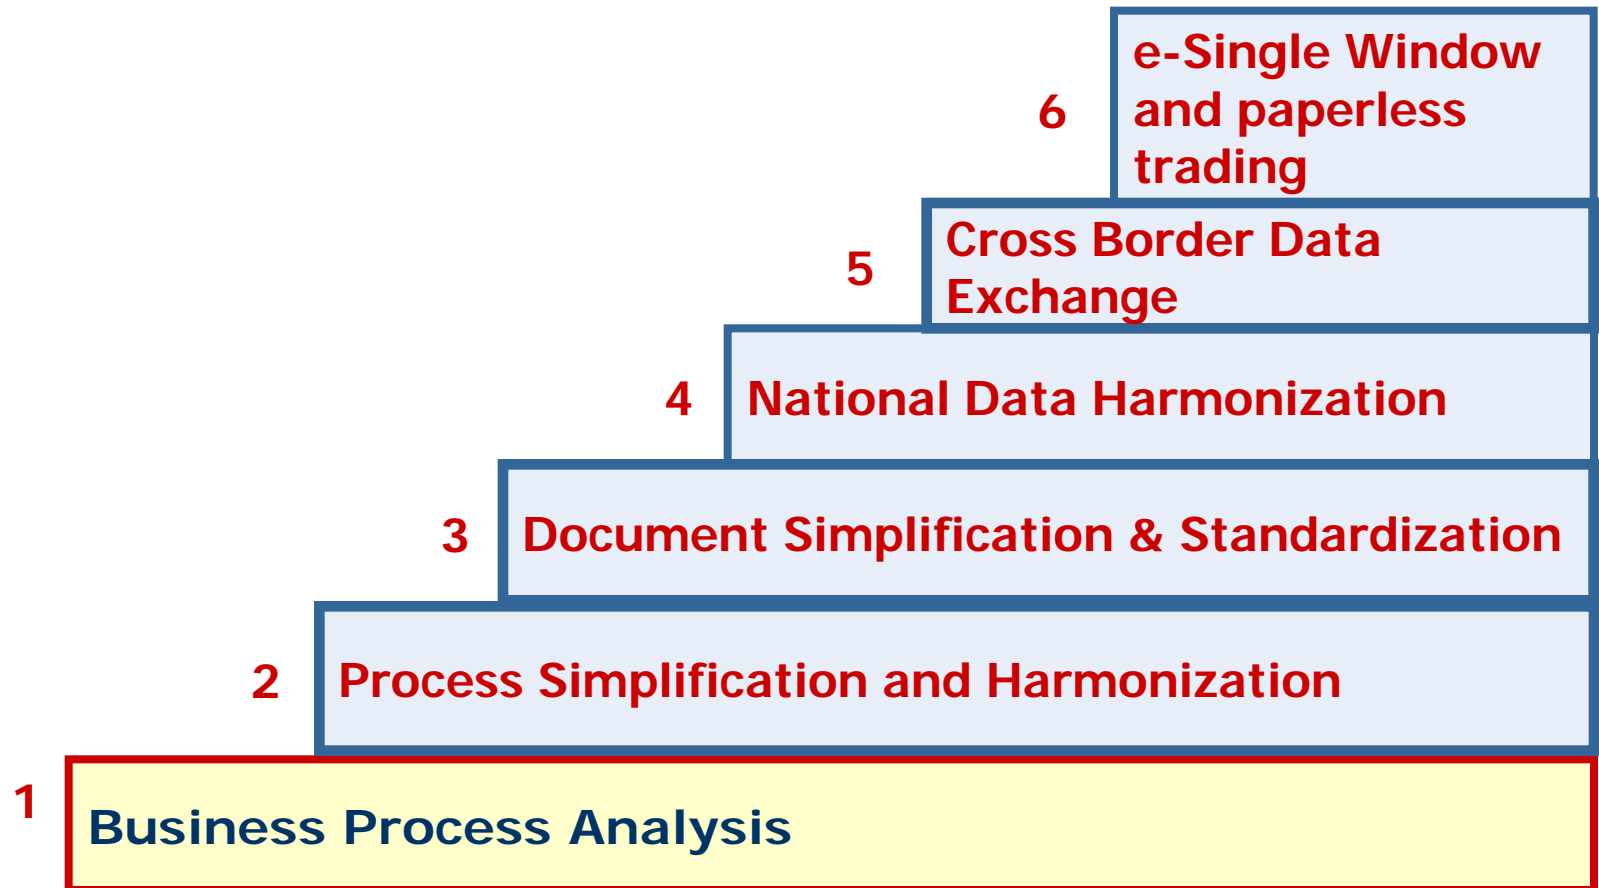 6
e-Single Window
and paperless
trading
5
Cross Border Data
Exchange
4
National Data Harmonization
3
Document Simplification & Standardization
2
Process Simplification and Harmonization
1
Business Process Analysis